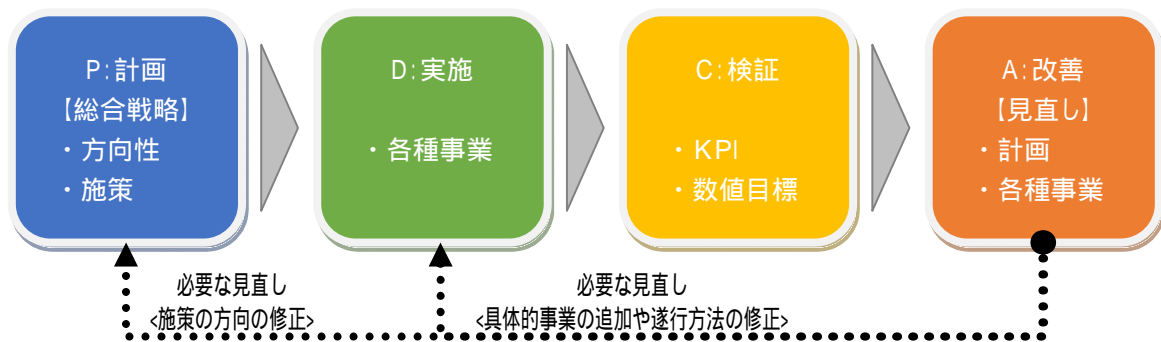 P:計画
【総合戦略】
・方向性
・施策
D:実施
・各種事業
C:検証
・KPI
・数値目標
A:改善
【見直し】
・計画
・各種事業
必要な見直し
<施策の方向の修正>
必要な見直し
<具体的事業の追加や遂行方法の修正>